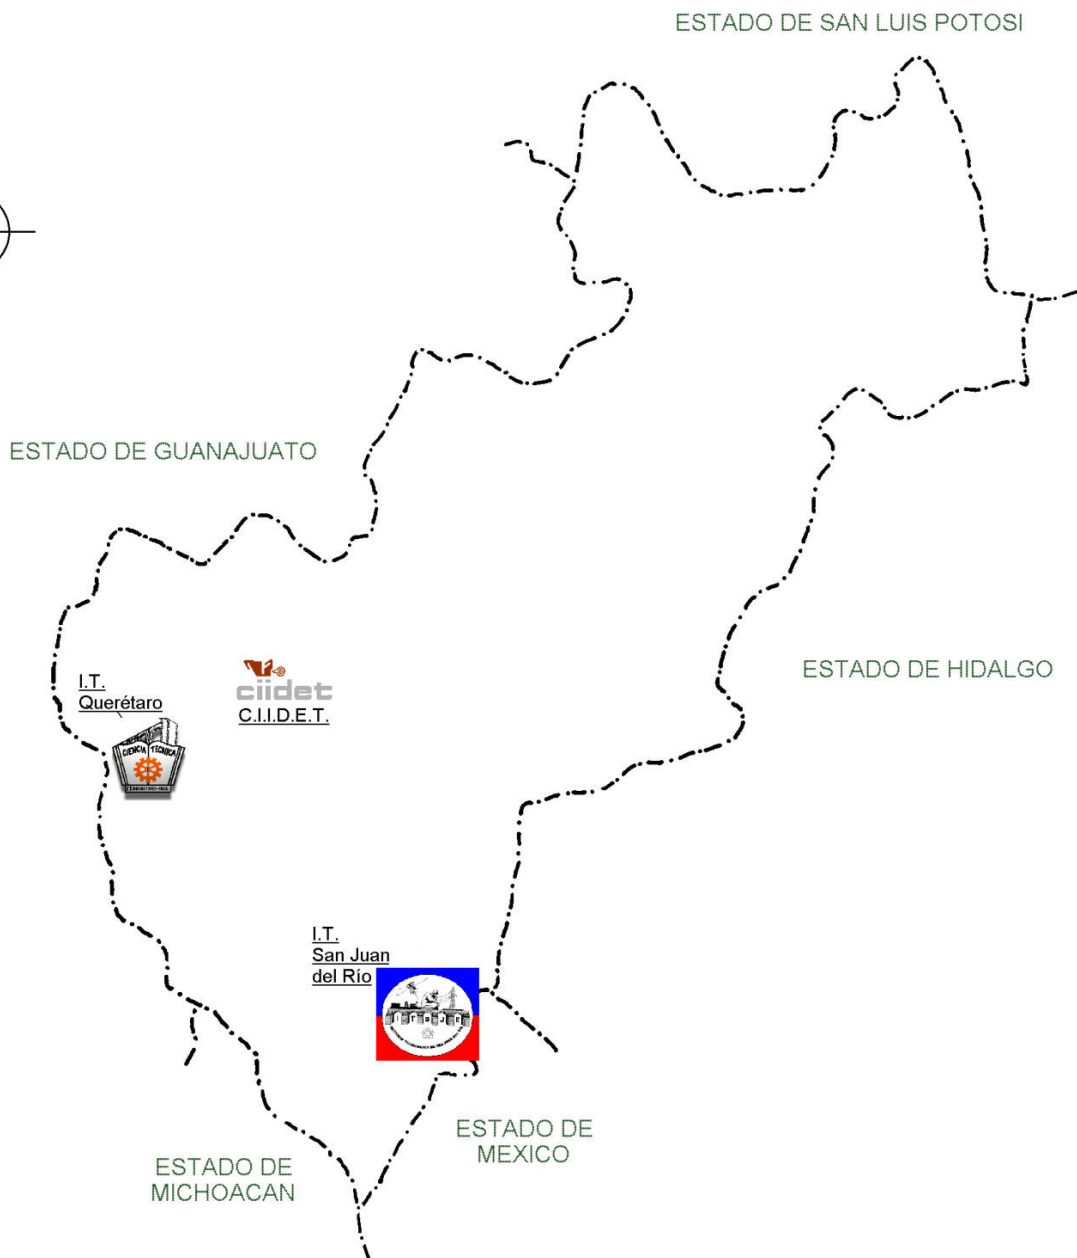 ESTADO DE SAN LUIS POTOSI
ESTADO DE GUANAJUATO
ESTADO DE HIDALGO
I.T.
Querétaro
CIENCIA TECNICA
ciidet
C.I.I.D.E.T.
I.T.
San Juan
del Río
I T S J R
ESTADO DE
MEXICO
ESTADO DE
MICHOACAN